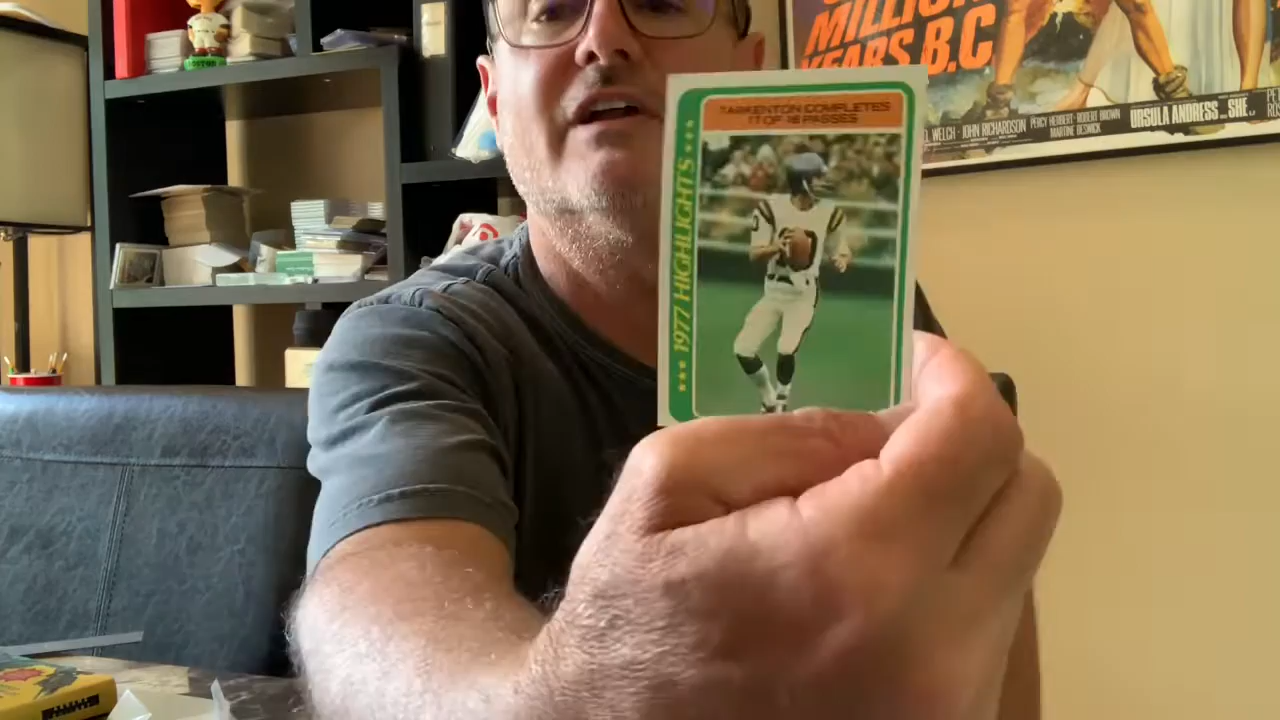 MILLION
YEARS B.C
D. WELCH · JOHN RICHARDSON
PERCY HERBERT · ROBERT BROWN
MARTINE BESWICK
URSULA ANDRESS .. SHE..
TARKENTON COMPLETES
17 OF 18 PASSES
1977 HIGHLIGHTS